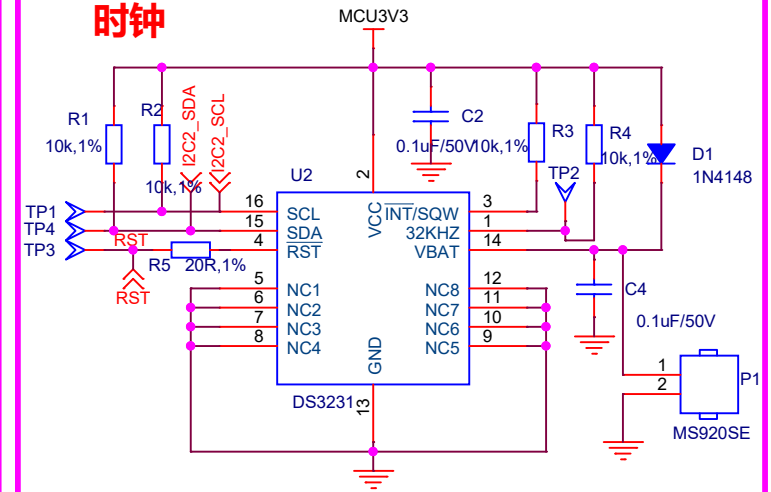 时钟
MCU3V3
R1
10k,1%
R2
10k,1%
I2C2_SDA
I2C2_SCL
C2
0.1uF/50V
10k,1%
R3
R4
10k,1%
D1
1N4148
TP2
U2
2
VCC
TP1
TP4
TP3
RST
RST
R5
20R,1%
16
15
4
5
6
7
8
SCL
SDA
RST
NC1
NC2
NC3
NC4
INT/SQW
32KHZ
VBAT
NC8
NC7
NC6
NC5
3
1
14
12
11
10
9
GND
13
DS3231
C4
0.1uF/50V
1
2
P1
MS920SE